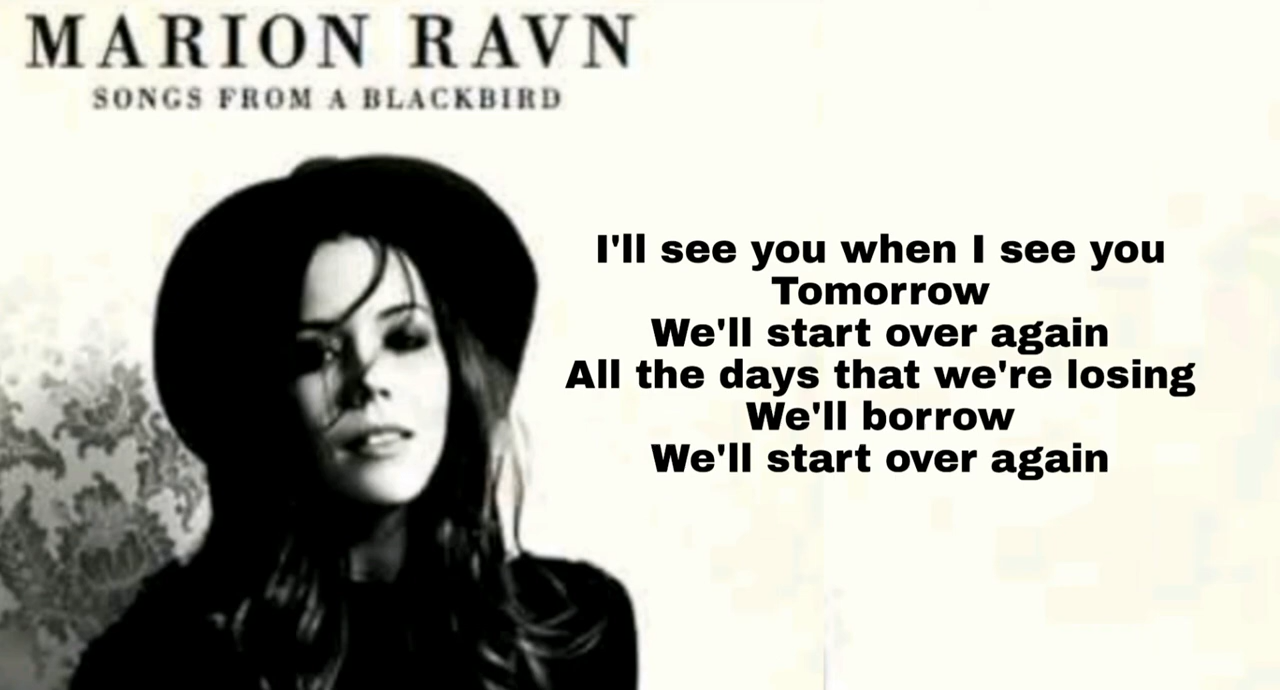 MARION RAVN
SONGS FROM A BLACKBIRD
I'll see you when I see you
Tomorrow
We'll start over again
All the days that we're losing
We'll borrow
We'll start over again